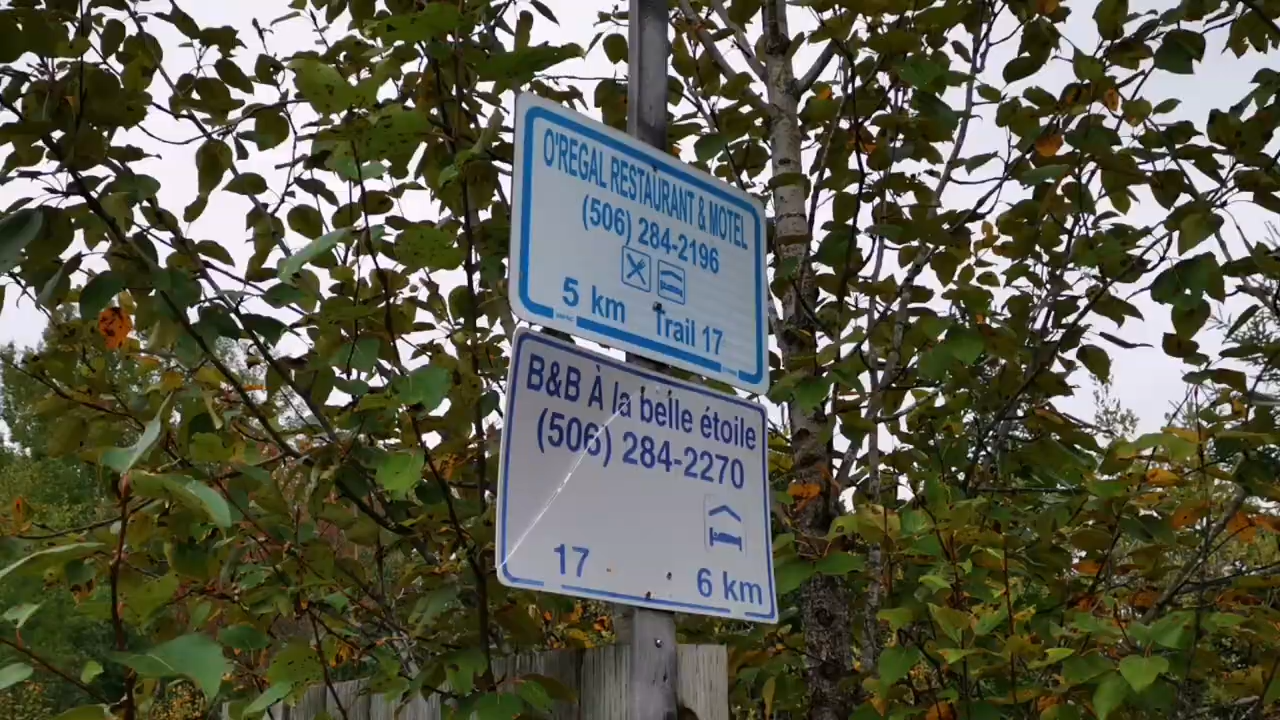 O'REGAL RESTAURANT & MOTEL
(506) 284-2196
5 km Trail 17
B&B À la belle étoile
(506) 284-2270
17
6 km